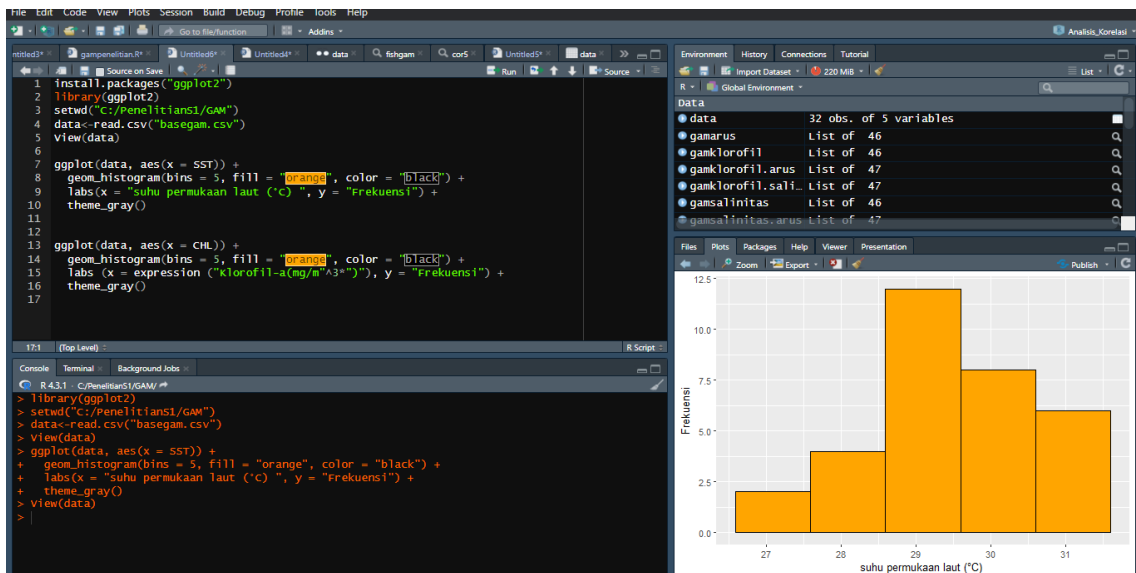 File Edit Code View Plots Session Build Debug Profile Tools Help
Go to file/function Addins Analisis_Korelasi
ntitled3* gampenelitian.R* Untitled6* Untitled4* data fishgam cor5 Untitled5* data
Source on Save Run Source
1 install.packages("ggplot2")
2 library(ggplot2)
3 setwd("C:/PenelitianS1/GAM")
4 data<-read.csv("basegam.csv")
5 View(data)
6
7 ggplot(data, aes(x = SST)) +
8 geom_histogram(bins = 5, fill = "orange", color = "black") +
9 labs(x = "suhu permukaan laut (°C) ", y = "Frekuensi") +
10 theme_gray()
11
12
13 ggplot(data, aes(x = CHL)) +
14 geom_histogram(bins = 5, fill = "orange", color = "black") +
15 labs (x = expression ("Klorofil-a(mg/m"^3*")"), y = "Frekuensi") +
16 theme_gray()
17
17:1 (Top Level) R Script
Console Terminal Background Jobs
R 4.3.1 · C:/PenelitianS1/GAM/
> library(ggplot2)
> setwd("C:/PenelitianS1/GAM")
> data<-read.csv("basegam.csv")
> View(data)
> ggplot(data, aes(x = SST)) +
+ geom_histogram(bins = 5, fill = "orange", color = "black") +
+ labs(x = "suhu permukaan laut (°C) ", y = "Frekuensi") +
+ theme_gray()
> View(data)
>
Environment History Connections Tutorial
Import Dataset 220 MiB List
R Global Environment
Data
data 32 obs. of 5 variables
gamarus List of 46
gamklorofil List of 46
gamklorofil.arus List of 47
gamklorofil.sali… List of 47
gamsalinitas List of 46
gamsalinitas.arus List of 47
Files Plots Packages Help Viewer Presentation
Zoom Export Publish
12.5
10.0
7.5
5.0
2.5
0.0
Frekuensi
27 28 29 30 31
suhu permukaan laut (°C)